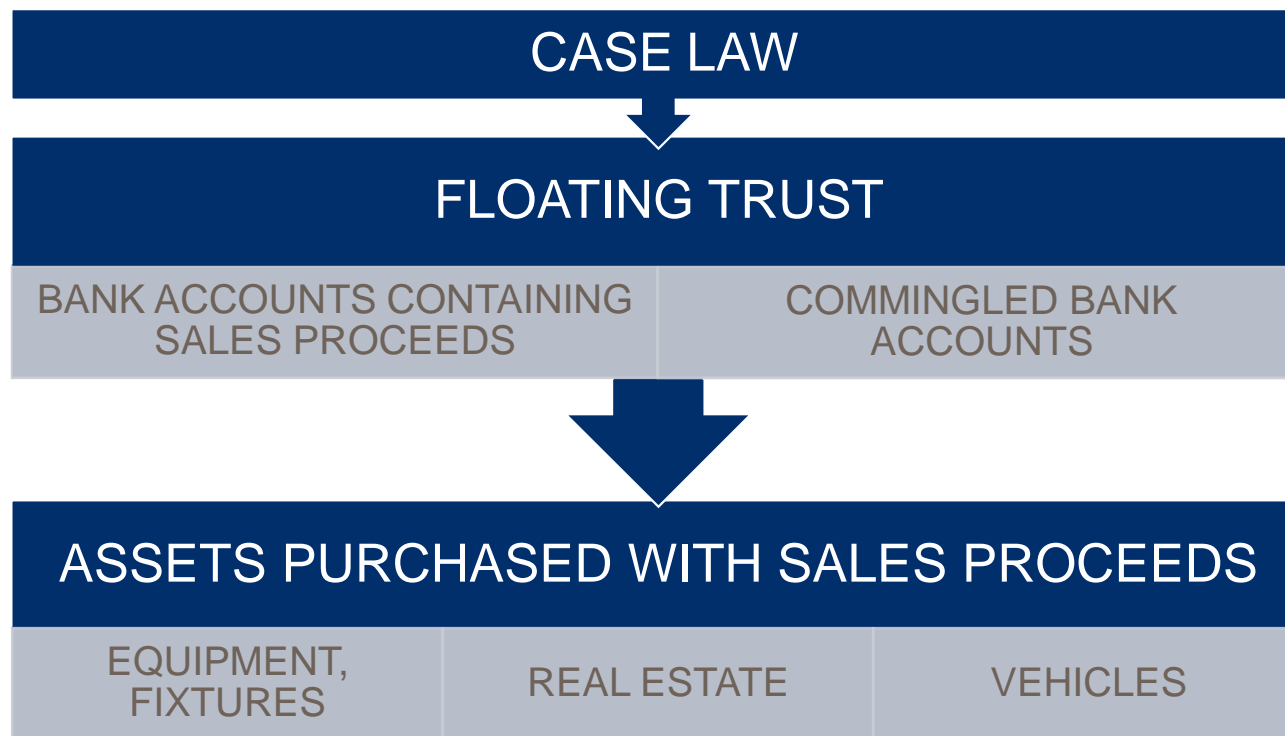 CASE LAW
FLOATING TRUST
BANK ACCOUNTS CONTAINING
SALES PROCEEDS
COMMINGLED BANK
ACCOUNTS
ASSETS PURCHASED WITH SALES PROCEEDS
EQUIPMENT,
FIXTURES
REAL ESTATE
VEHICLES